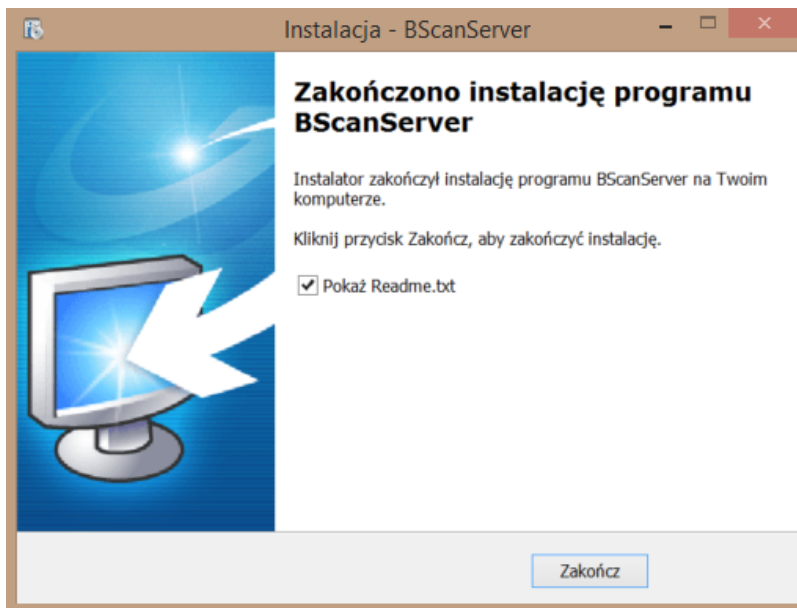 Instalacja - BScanServer
Zakończono instalację programu
BScanServer
Instalator zakończył instalację programu BScanServer na Twoim
komputerze.
Kliknij przycisk Zakończ, aby zakończyć instalację.
Pokaż Readme.txt
Zakończ